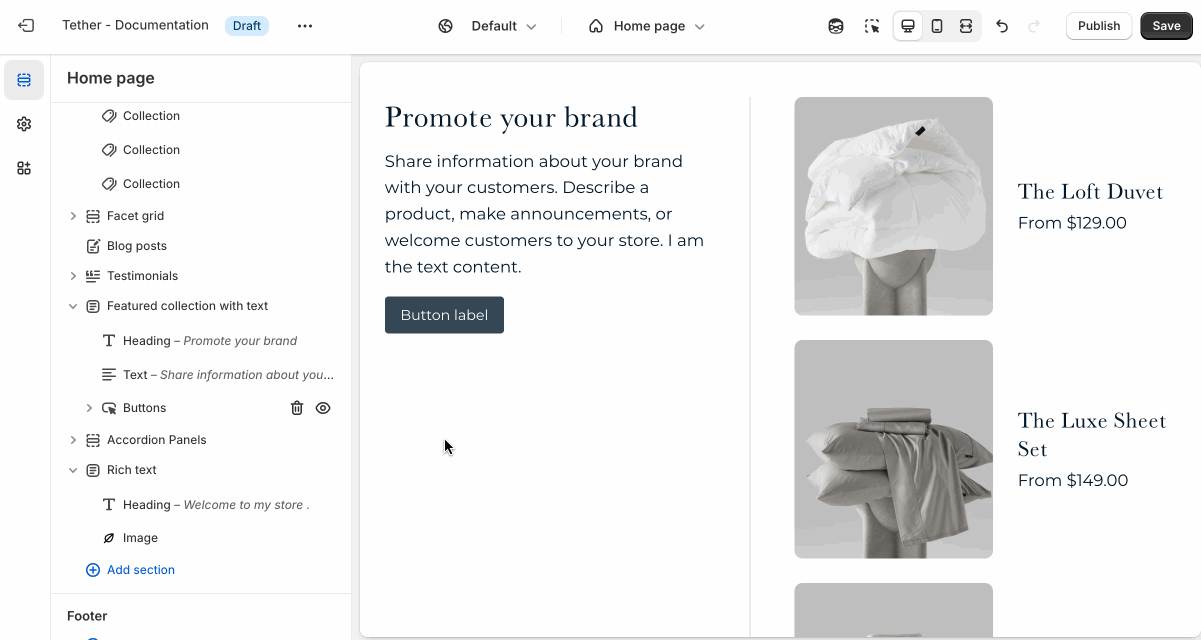 Tether - Documentation Draft ••• Default Home page Publish Save
Home page
Collection
Collection
Collection
Facet grid
Blog posts
Testimonials
Featured collection with text
Heading – Promote your brand
Text – Share information about you...
Buttons
Accordion Panels
Rich text
Heading – Welcome to my store .
Image
Add section
Footer
Promote your brand
Share information about your brand
with your customers. Describe a
product, make announcements, or
welcome customers to your store. I am
the text content.
Button label
The Loft Duvet
From $129.00
The Luxe Sheet
Set
From $149.00